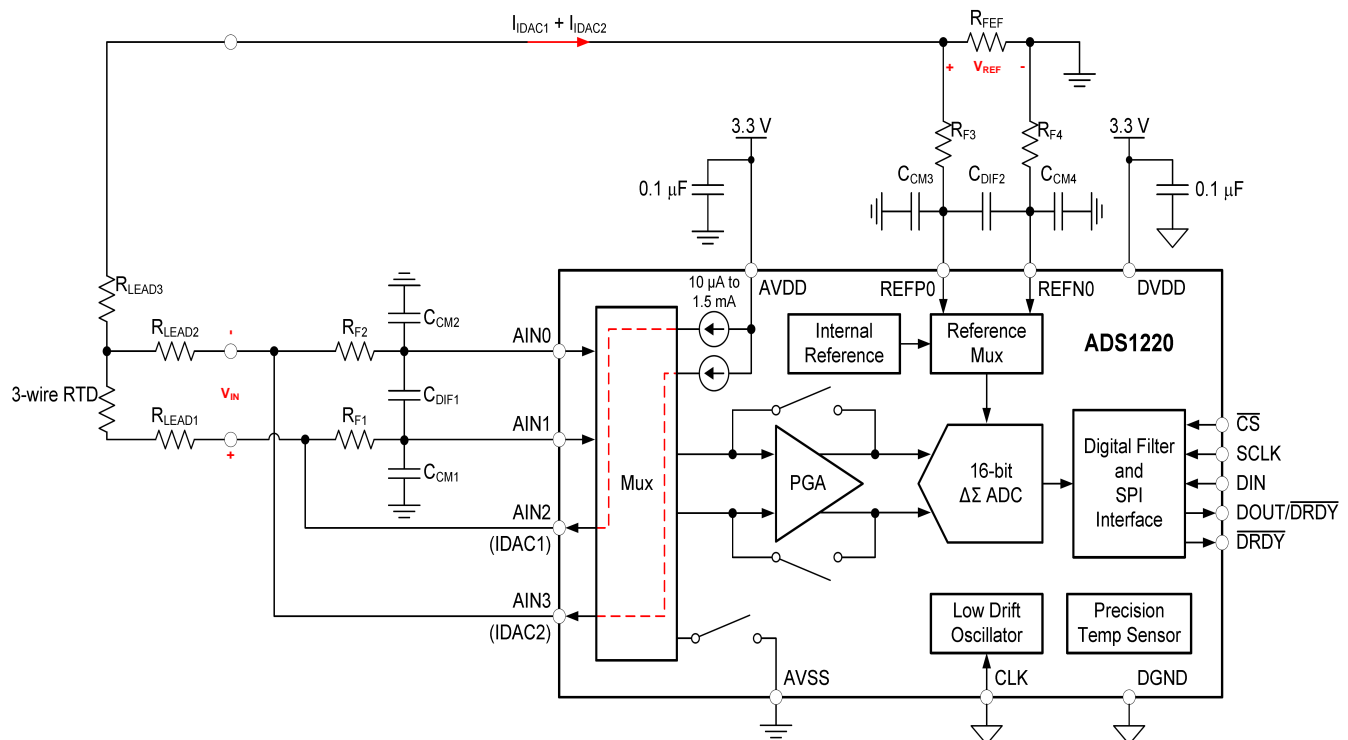 IIDAC1 + IIDAC2
RFEF
+ VREF -
3.3 V
RF3
RF4
3.3 V
0.1 μF
CCM3
CDIF2
CCM4
0.1 μF
RLEAD3
10 μA to
1.5 mA
AVDD
REFP0
REFN0
DVDD
RLEAD2
-
RF2
CCM2
AIN0
Internal
Reference
Reference
Mux
ADS1220
3-wire RTD
VIN
CDIF1
RLEAD1
+
RF1
AIN1
CCM1
Mux
PGA
16-bit
ΔΣ ADC
Digital Filter
and
SPI
Interface
CS
SCLK
DIN
DOUT/DRDY
DRDY
AIN2
(IDAC1)
AIN3
(IDAC2)
Low Drift
Oscillator
Precision
Temp Sensor
AVSS
CLK
DGND